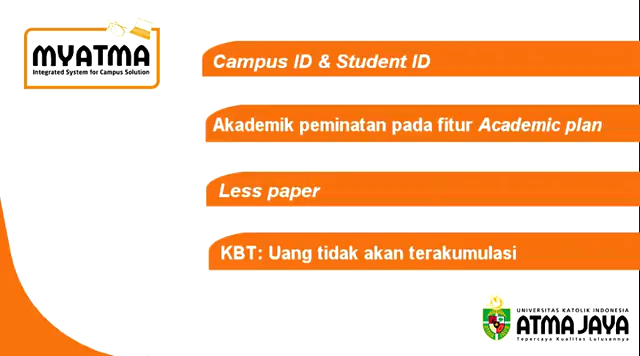 MYATMA
Integrated System for Campus Solution
Campus ID & Student ID
Akademik peminatan pada fitur Academic plan
Less paper
KBT: Uang tidak akan terakumulasi
UNIVERSITAS KATOLIK INDONESIA
ATMA JAYA
Tepercaya Kualitas Lulusannya